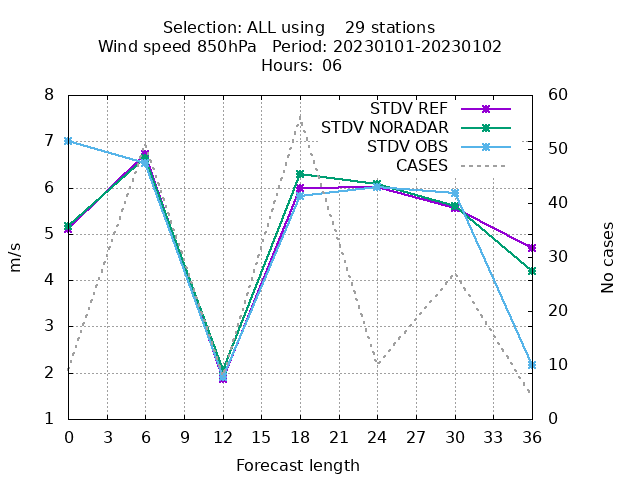 Selection: ALL using    29 stations
Wind speed 850hPa   Period: 20230101-20230102
Hours: 06
8
7
6
5
4
3
2
1
m/s
STDV REF
STDV NORADAR
STDV OBS
CASES
60
50
40
30
20
10
0
No cases
0 3 6 9 12 15 18 21 24 27 30 33 36
Forecast length